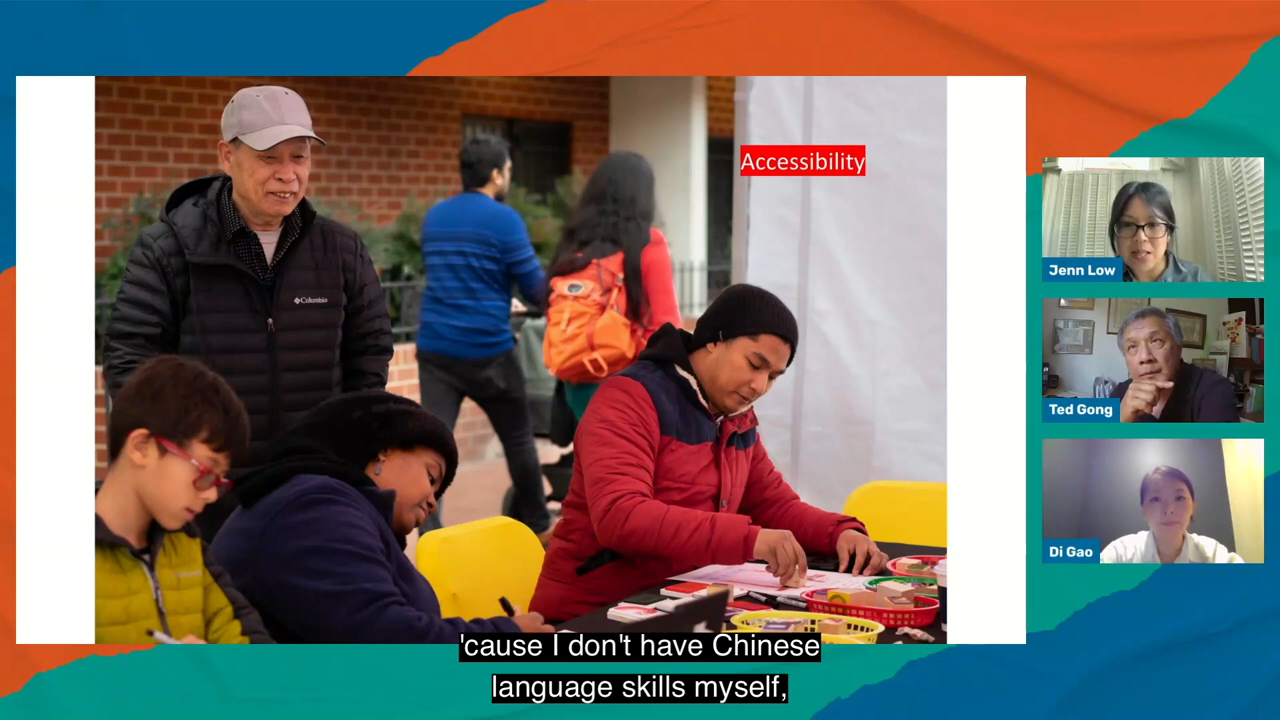 Accessibility
Columbia
Jenn Low
Ted Gong
Di Gao
'cause I don't have Chinese
language skills myself,